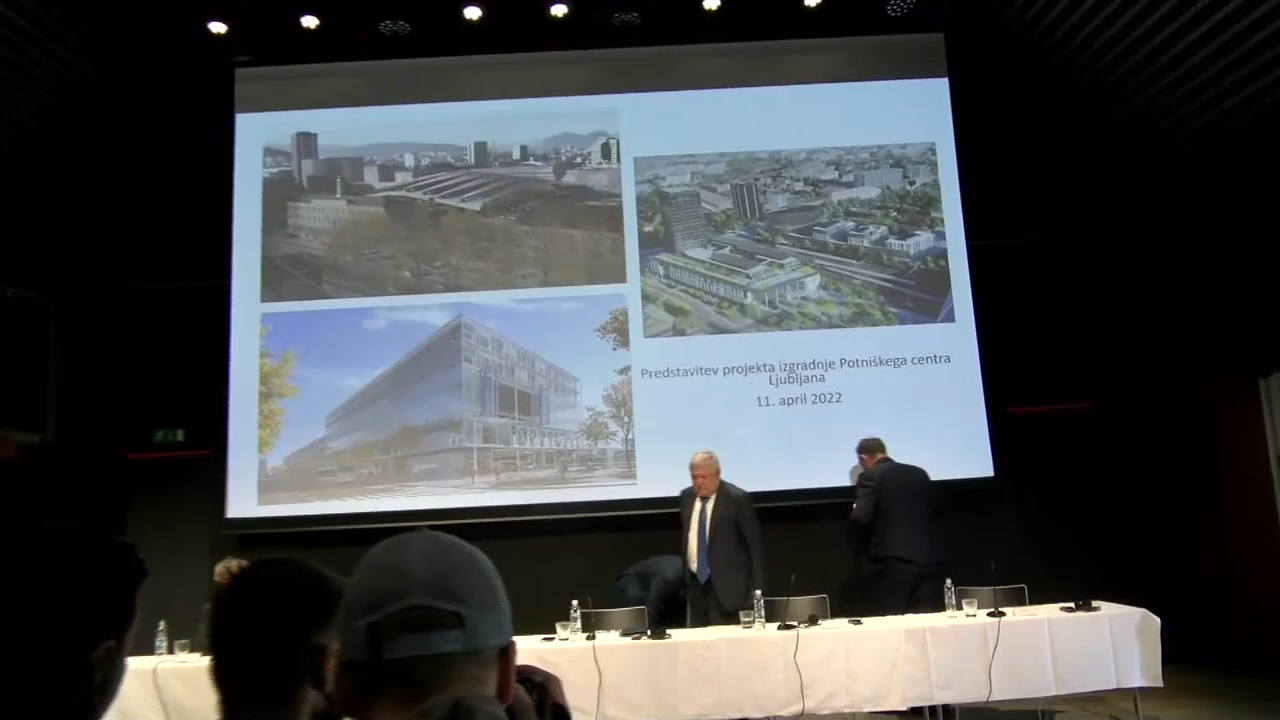 Predstavitev projekta izgradnje Potniškega centra
Ljubljana
11. april 2022